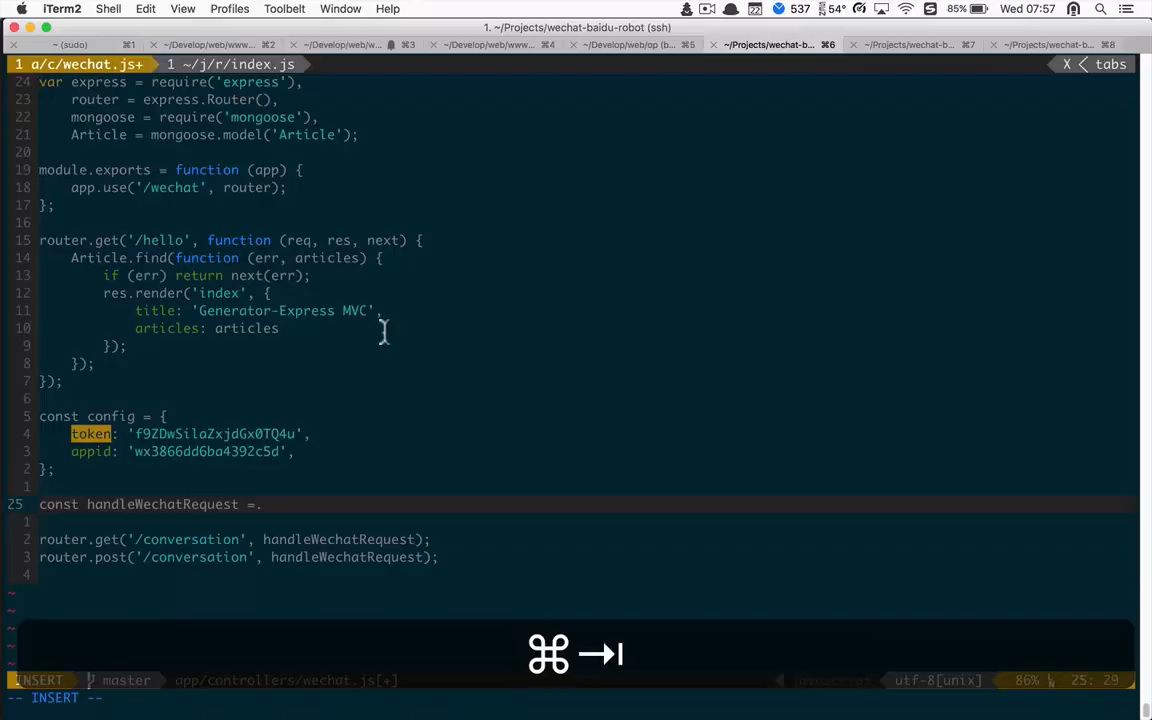 iTerm2 Shell Edit View Profiles Toolbelt Window Help 537 54° 85% Wed 07:57
1. ~/Projects/wechat-baidu-robot (ssh)
~ (sudo) ⌘1 × ~/Develop/web/www... ⌘2 × ~/Develop/web/w... ⌘3 × ~/Develop/web/www... ⌘4 × ~/Develop/web/op (b... ⌘5 × ~/Projects/wechat-b... ⌘6 × ~/Projects/wechat-b... ⌘7 × ~/Projects/wechat-b... ⌘8
1 a/c/wechat.js+ 1 ~/j/r/index.js X < tabs
24 var express = require('express'),
23 router = express.Router(),
22 mongoose = require('mongoose'),
21 Article = mongoose.model('Article');
20
19 module.exports = function (app) {
18 app.use('/wechat', router);
17 };
16
15 router.get('/hello', function (req, res, next) {
14 Article.find(function (err, articles) {
13 if (err) return next(err);
12 res.render('index', {
11 title: 'Generator-Express MVC',
10 articles: articles
9 });
8 });
7 });
6
5 const config = {
4 token: 'f9ZDwSilaZxjdGx0TQ4u',
3 appid: 'wx3866dd6ba4392c5d',
2 };
1
25 const handleWechatRequest =.
1
2 router.get('/conversation', handleWechatRequest);
3 router.post('/conversation', handleWechatRequest);
4
~
~
~
~
~
⌘⇥
INSERT master app/controllers/wechat.js[+] javascript utf-8[unix] 86% 25: 29
-- INSERT --